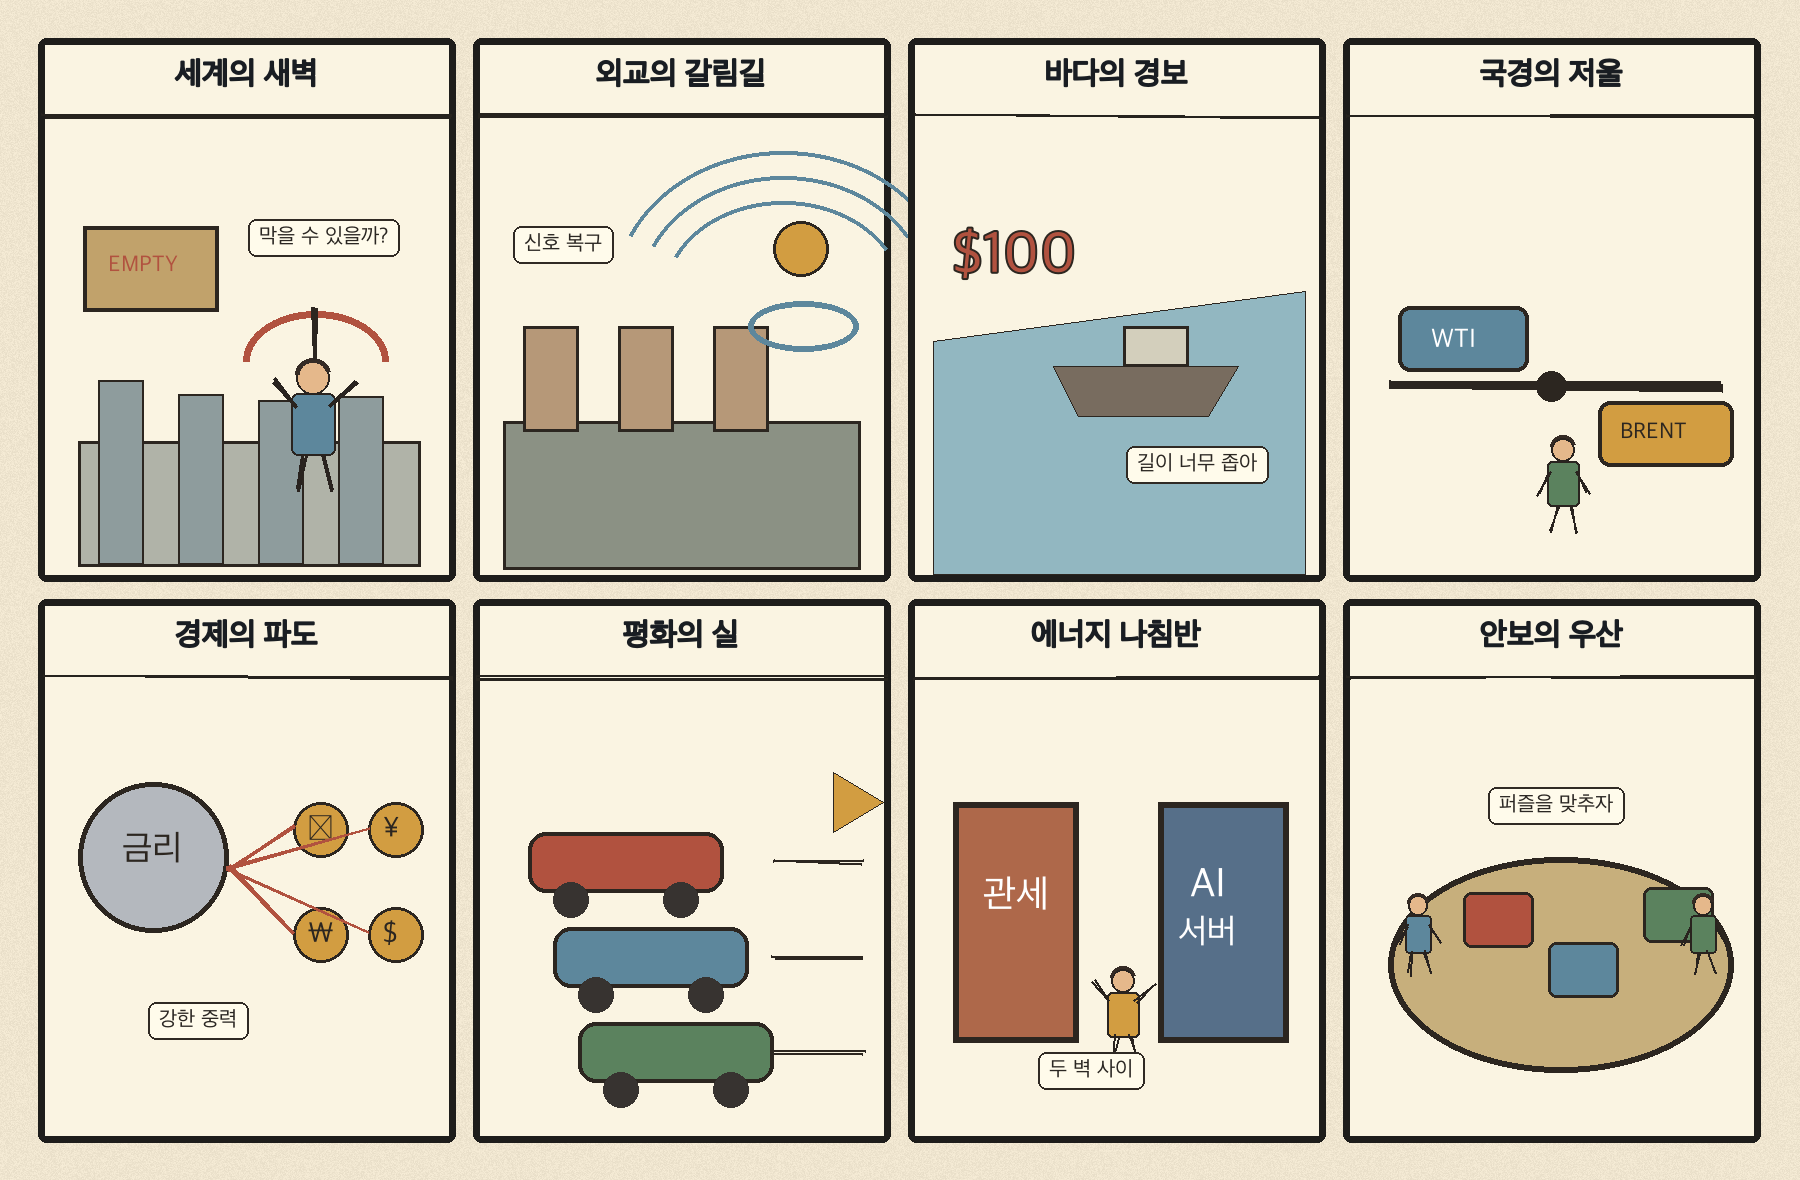 세계의 새벽
EMPTY
막을 수 있을까?
외교의 갈림길
신호 복구
바다의 경보
$100
길이 너무 좁아
국경의 저울
WTI
BRENT
경제의 파도
금리
¥
₩
$
강한 중력
평화의 실
에너지 나침반
관세
AI
서버
두 벽 사이
안보의 우산
퍼즐을 맞추자